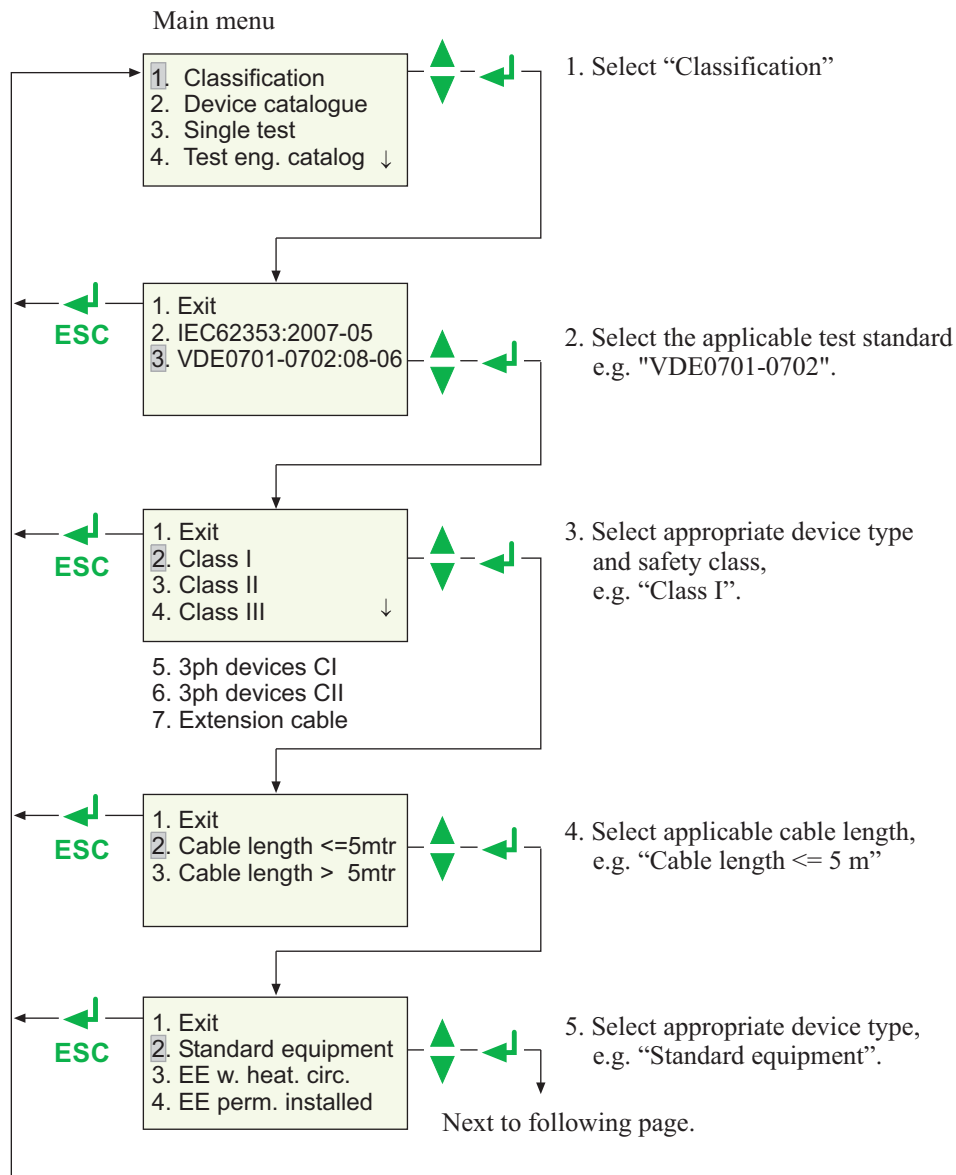 Main menu
1. Classification
2. Device catalogue
3. Single test
4. Test eng. catalog ↓
1. Select “Classification”
ESC
1. Exit
2. IEC62353:2007-05
3. VDE0701-0702:08-06
2. Select the applicable test standard
e.g. "VDE0701-0702".
ESC
1. Exit
2. Class I
3. Class II
4. Class III ↓
5. 3ph devices CI
6. 3ph devices CII
7. Extension cable
3. Select appropriate device type
and safety class,
e.g. “Class I”.
ESC
1. Exit
2. Cable length <=5mtr
3. Cable length > 5mtr
4. Select applicable cable length,
e.g. “Cable length <= 5 m”
ESC
1. Exit
2. Standard equipment
3. EE w. heat. circ.
4. EE perm. installed
5. Select appropriate device type,
e.g. “Standard equipment”.
Next to following page.